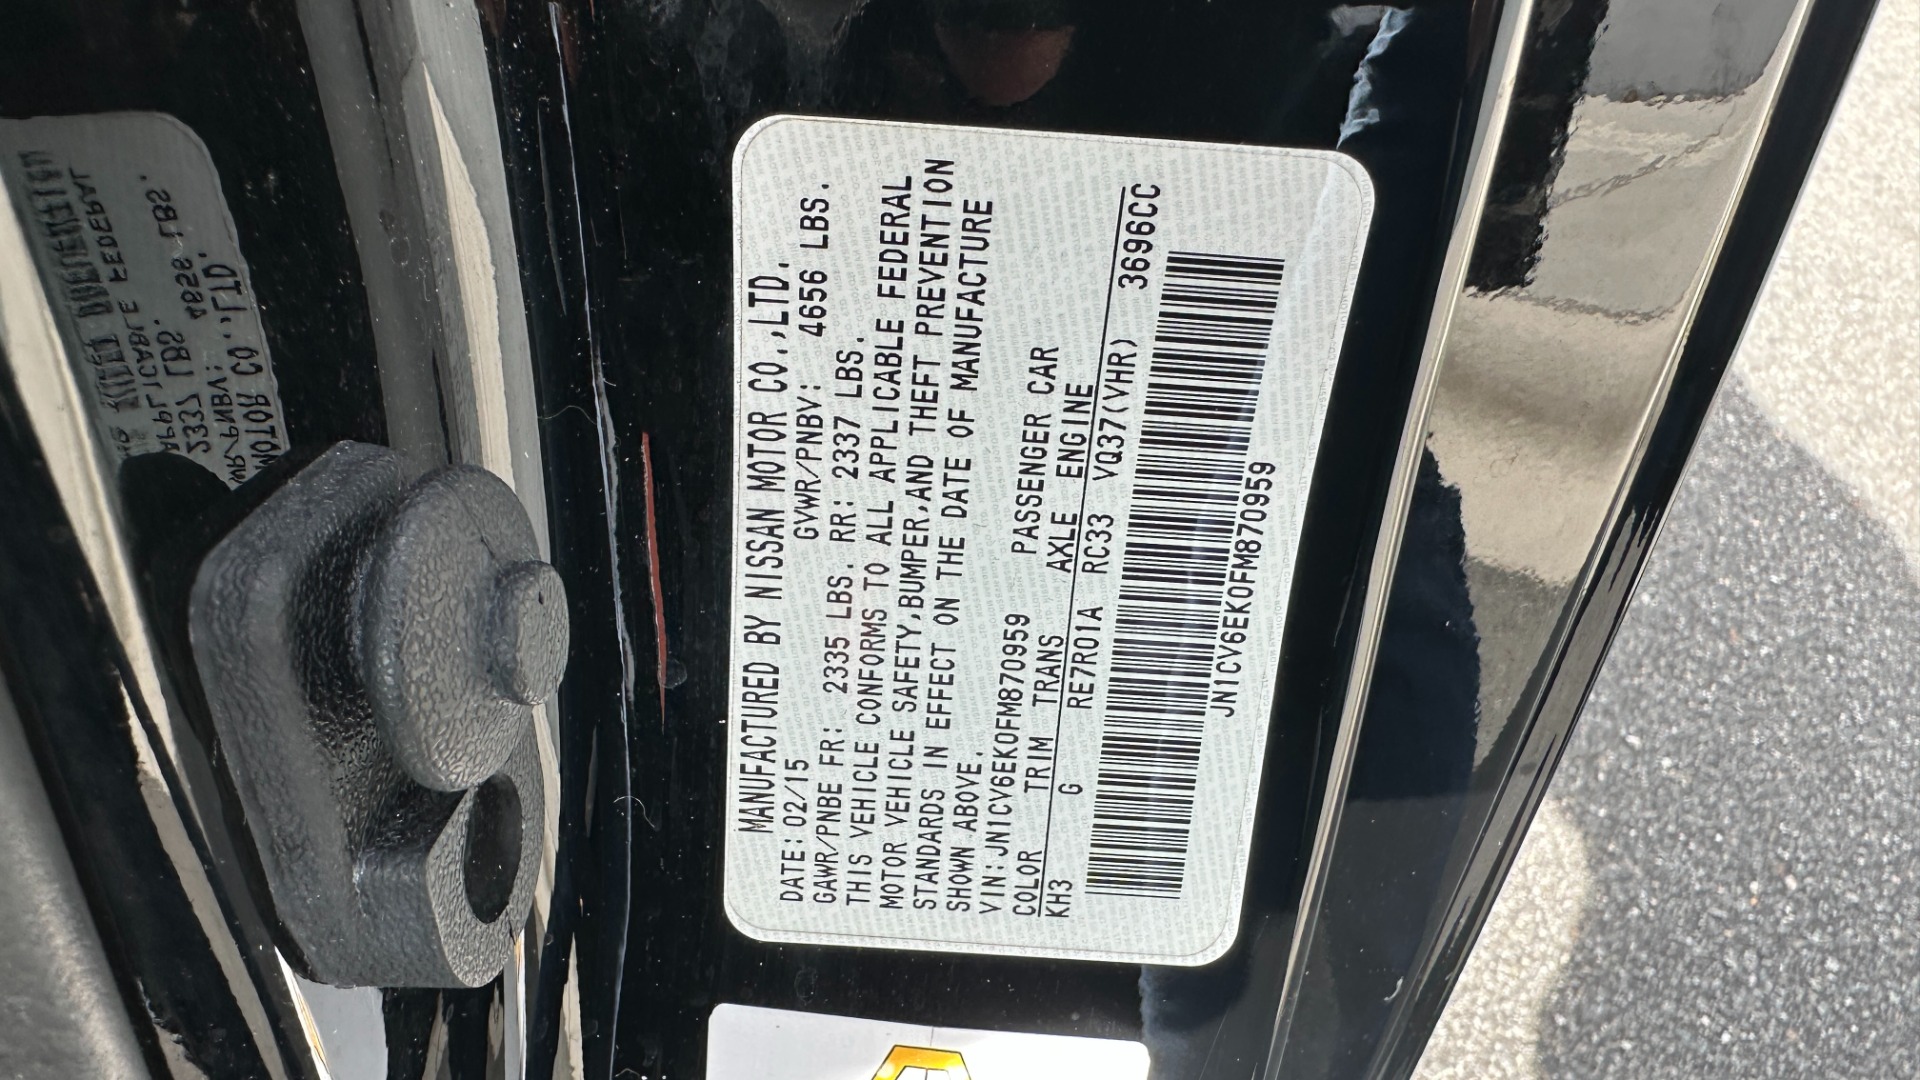 MANUFACTURED BY NISSAN MOTOR CO.,LTD.
DATE:02/15 GVWR/PNBV: 4656 LBS.
GAWR/PNBE FR: 2335 LBS. RR: 2337 LBS.
THIS VEHICLE CONFORMS TO ALL APPLICABLE FEDERAL
MOTOR VEHICLE SAFETY,BUMPER,AND THEFT PREVENTION
STANDARDS IN EFFECT ON THE DATE OF MANUFACTURE
SHOWN ABOVE.
VIN:JN1CV6EK0FM870959 PASSENGER CAR
COLOR TRIM TRANS AXLE ENGINE
KH3 G RE7R01A RC33 VQ37(VHR) 3696CC
JN1CV6EK0FM870959